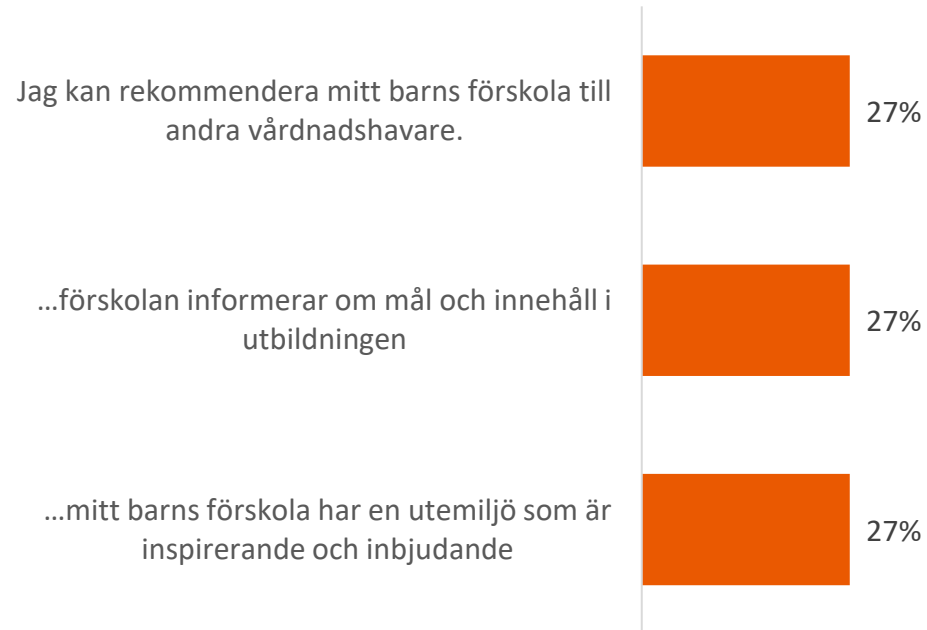 Jag kan rekommendera mitt barns förskola till
andra vårdnadshavare.
27%
...förskolan informerar om mål och innehåll i
utbildningen
27%
...mitt barns förskola har en utemiljö som är
inspirerande och inbjudande
27%